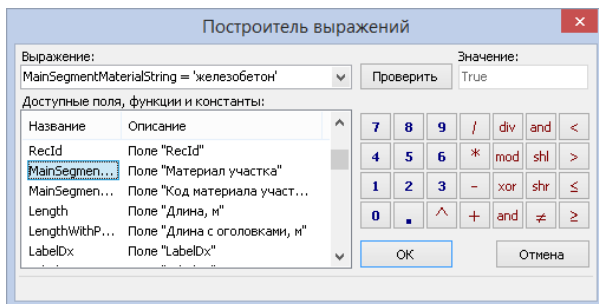 Построитель выражений
×
Выражение:
Значение:
MainSegmentMaterialString = 'железобетон'
Проверить
True
Доступные поля, функции и константы:
Название Описание
RecId Поле "RecId"
MainSegmen... Поле "Материал участка"
MainSegmen... Поле "Код материала участ...
Length Поле "Длина, м"
LengthWithP... Поле "Длина с оголовками, м"
LabelDx Поле "LabelDx"
7 8 9 / div and <
4 5 6 * mod shl >
1 2 3 - xor shr ≤
0 . ^ + and ≠ ≥
OK Отмена